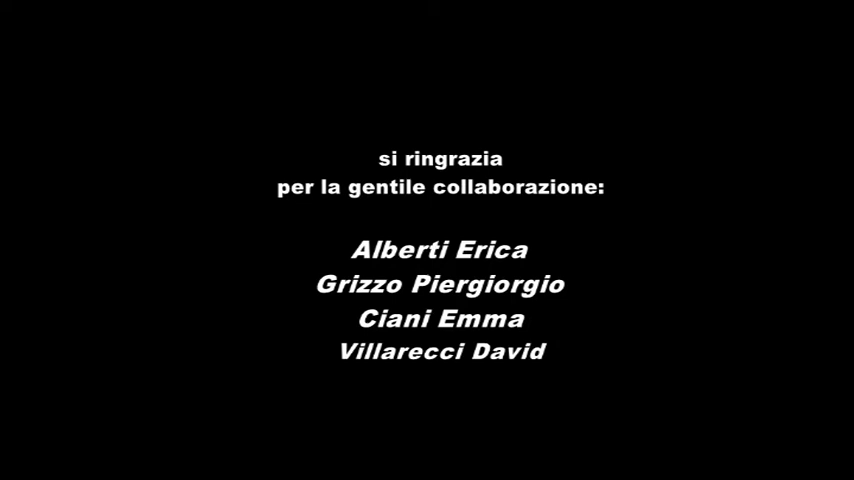 si ringrazia
per la gentile collaborazione:
Alberti Erica
Grizzo Piergiorgio
Ciani Emma
Villarecci David